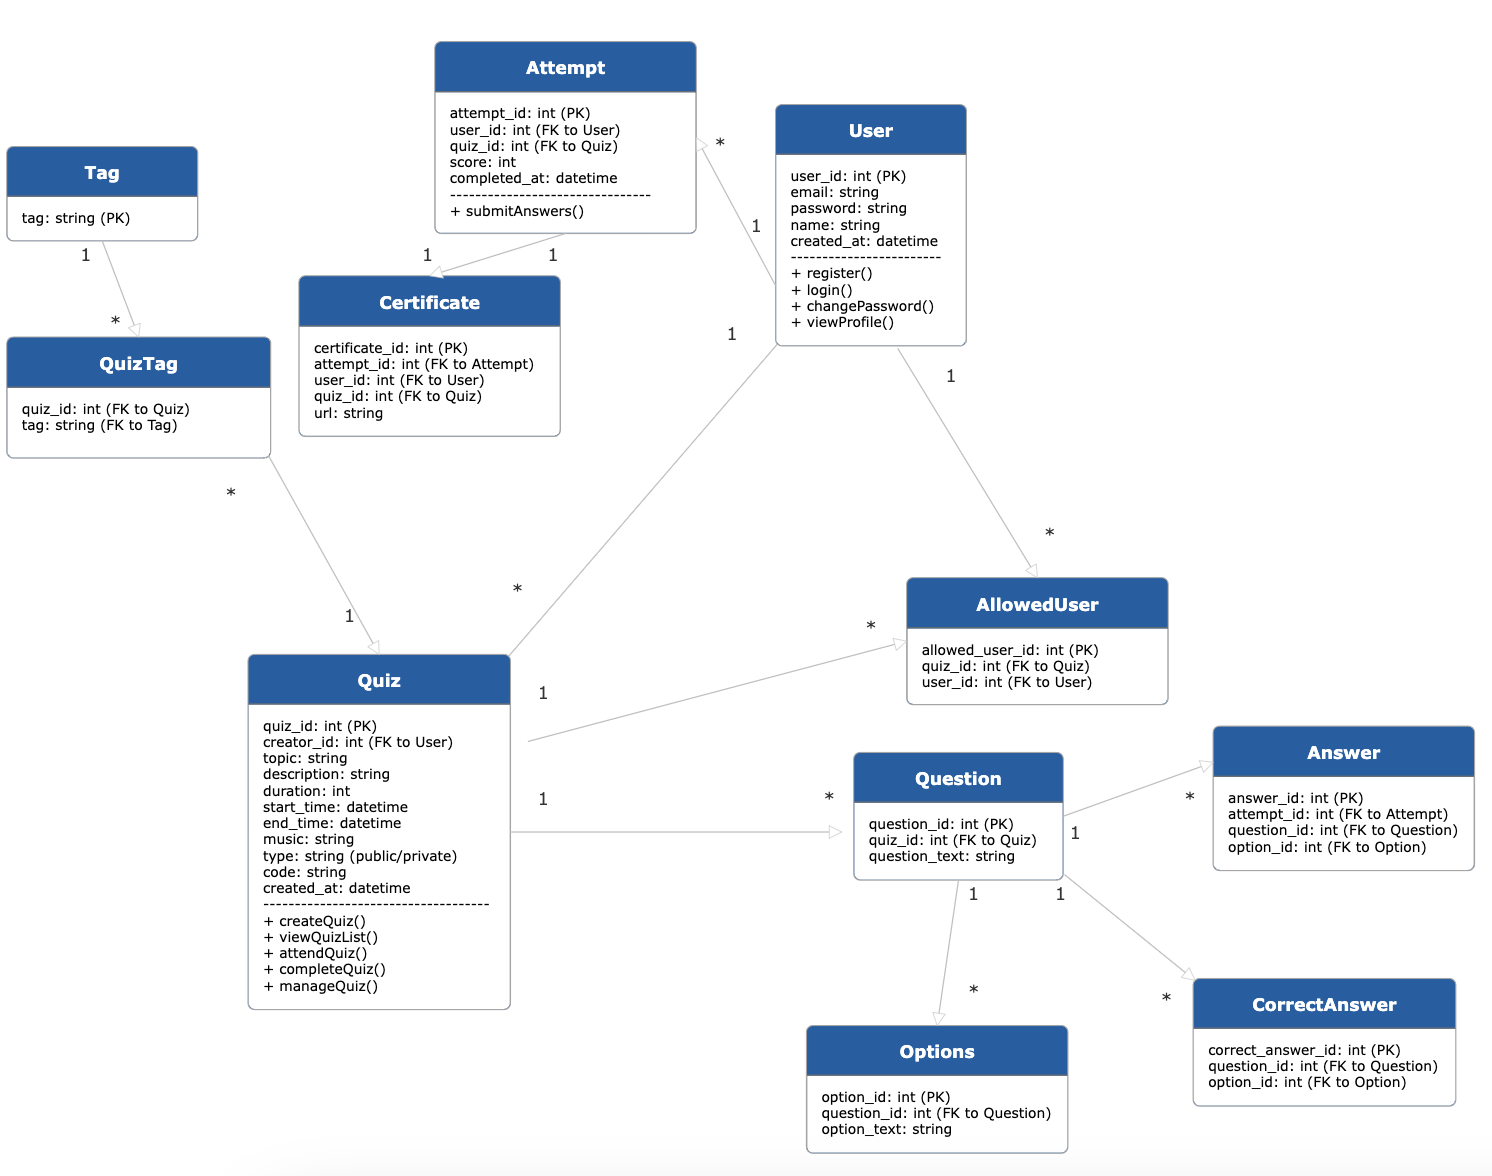 Attempt
attempt_id: int (PK)
user_id: int (FK to User)
quiz_id: int (FK to Quiz)
score: int
completed_at: datetime
--------------------------------
+ submitAnswers()
User
user_id: int (PK)
email: string
password: string
name: string
created_at: datetime
------------------------
+ register()
+ login()
+ changePassword()
+ viewProfile()
Tag
tag: string (PK)
*
1
1
1
1
Certificate
certificate_id: int (PK)
attempt_id: int (FK to Attempt)
user_id: int (FK to User)
quiz_id: int (FK to Quiz)
url: string
*
1
QuizTag
quiz_id: int (FK to Quiz)
tag: string (FK to Tag)
1
*
*
*
1
AllowedUser
allowed_user_id: int (PK)
quiz_id: int (FK to Quiz)
user_id: int (FK to User)
*
1
Quiz
quiz_id: int (PK)
creator_id: int (FK to User)
topic: string
description: string
duration: int
start_time: datetime
end_time: datetime
music: string
type: string (public/private)
code: string
created_at: datetime
------------------------------------
+ createQuiz()
+ viewQuizList()
+ attendQuiz()
+ completeQuiz()
+ manageQuiz()
1
*
Question
question_id: int (PK)
quiz_id: int (FK to Quiz)
question_text: string
*
1
Answer
answer_id: int (PK)
attempt_id: int (FK to Attempt)
question_id: int (FK to Question)
option_id: int (FK to Option)
1
1
*
*
Options
option_id: int (PK)
question_id: int (FK to Question)
option_text: string
CorrectAnswer
correct_answer_id: int (PK)
question_id: int (FK to Question)
option_id: int (FK to Option)